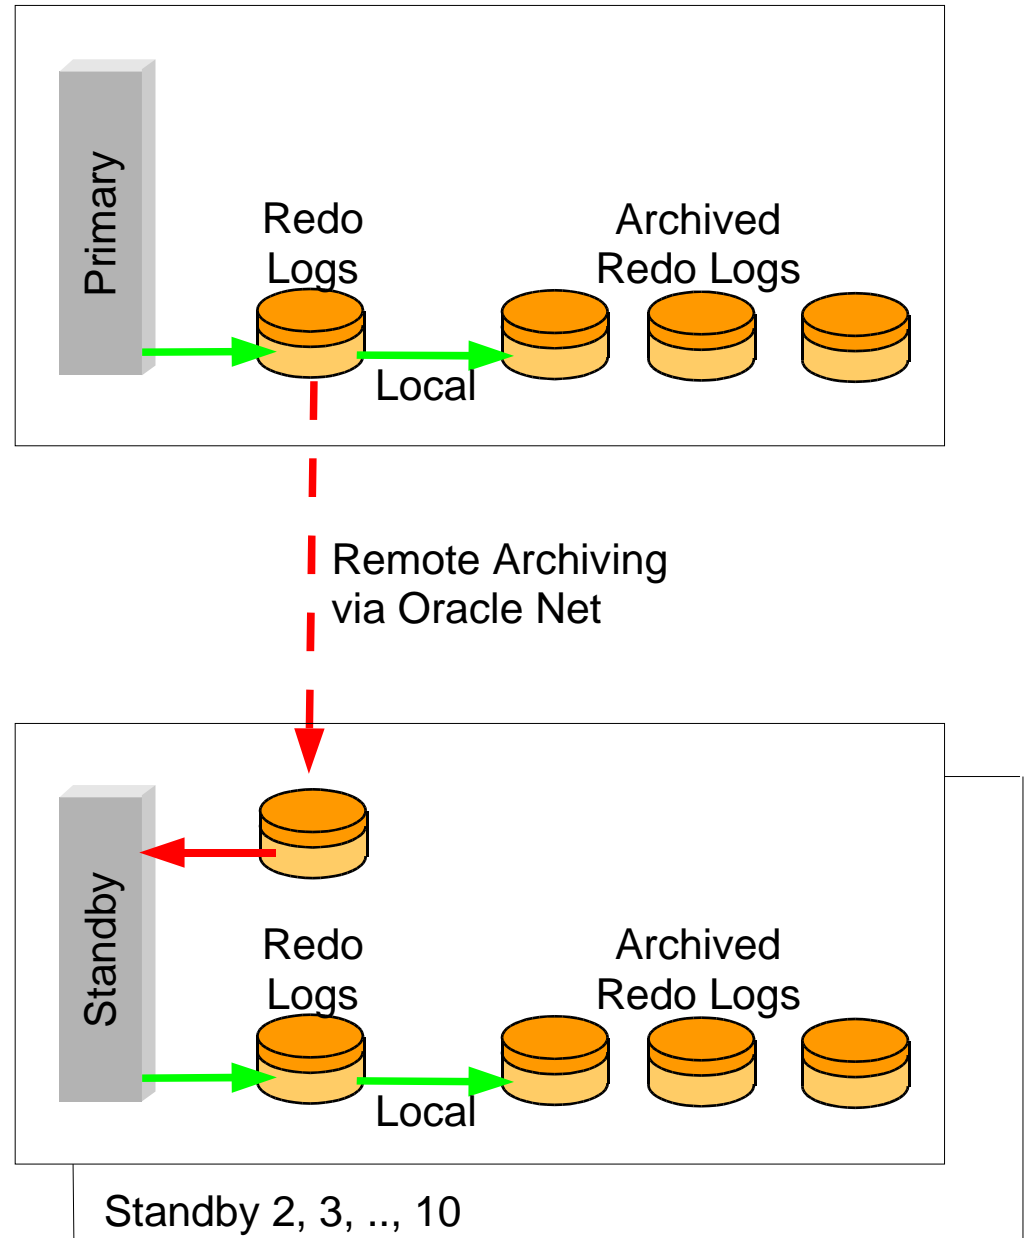 Primary
Redo
Logs
Archived
Redo Logs
Local
Remote Archiving
via Oracle Net
Standby
Redo
Logs
Archived
Redo Logs
Local
Standby 2, 3, .., 10